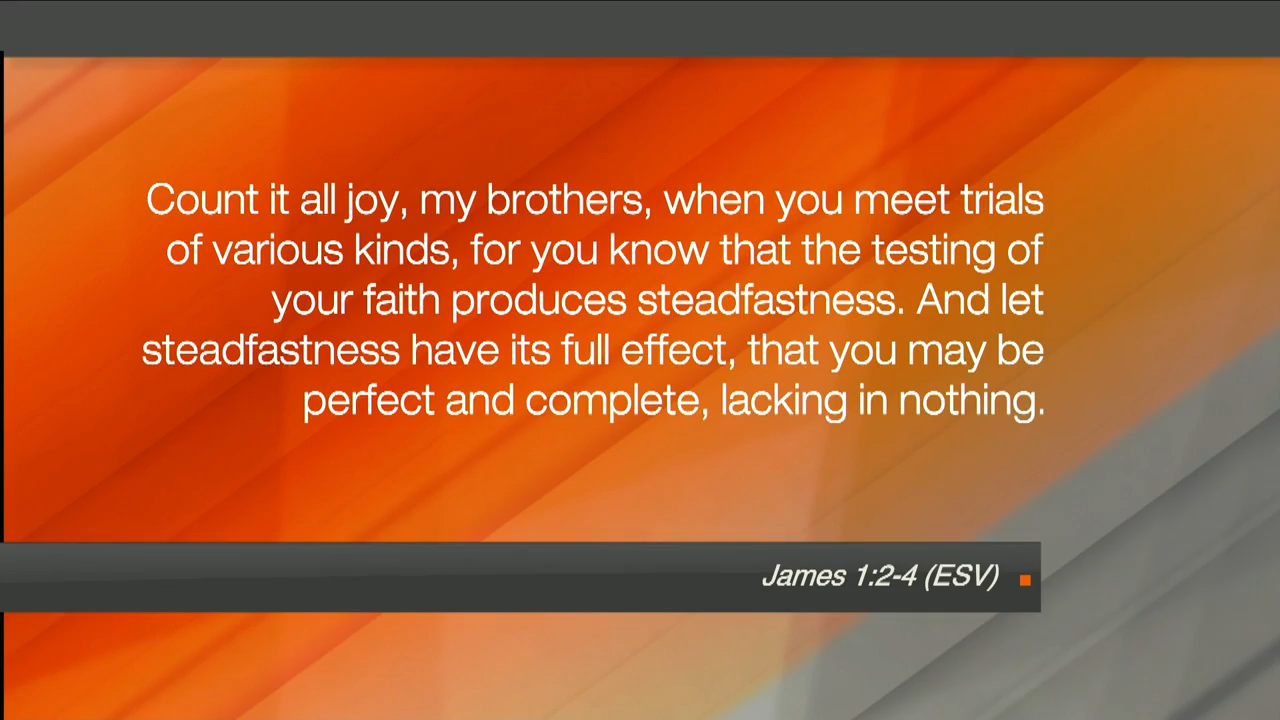 Count it all joy, my brothers, when you meet trials
of various kinds, for you know that the testing of
your faith produces steadfastness. And let
steadfastness have its full effect, that you may be
perfect and complete, lacking in nothing.
James 1:2-4 (ESV)